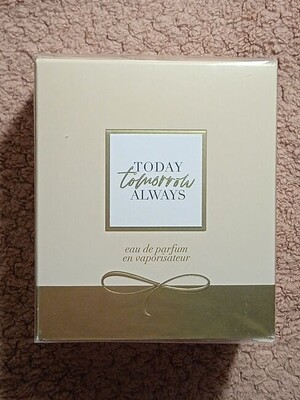 TODAY
tomorrow
ALWAYS
eau de parfum
en vaporisateur